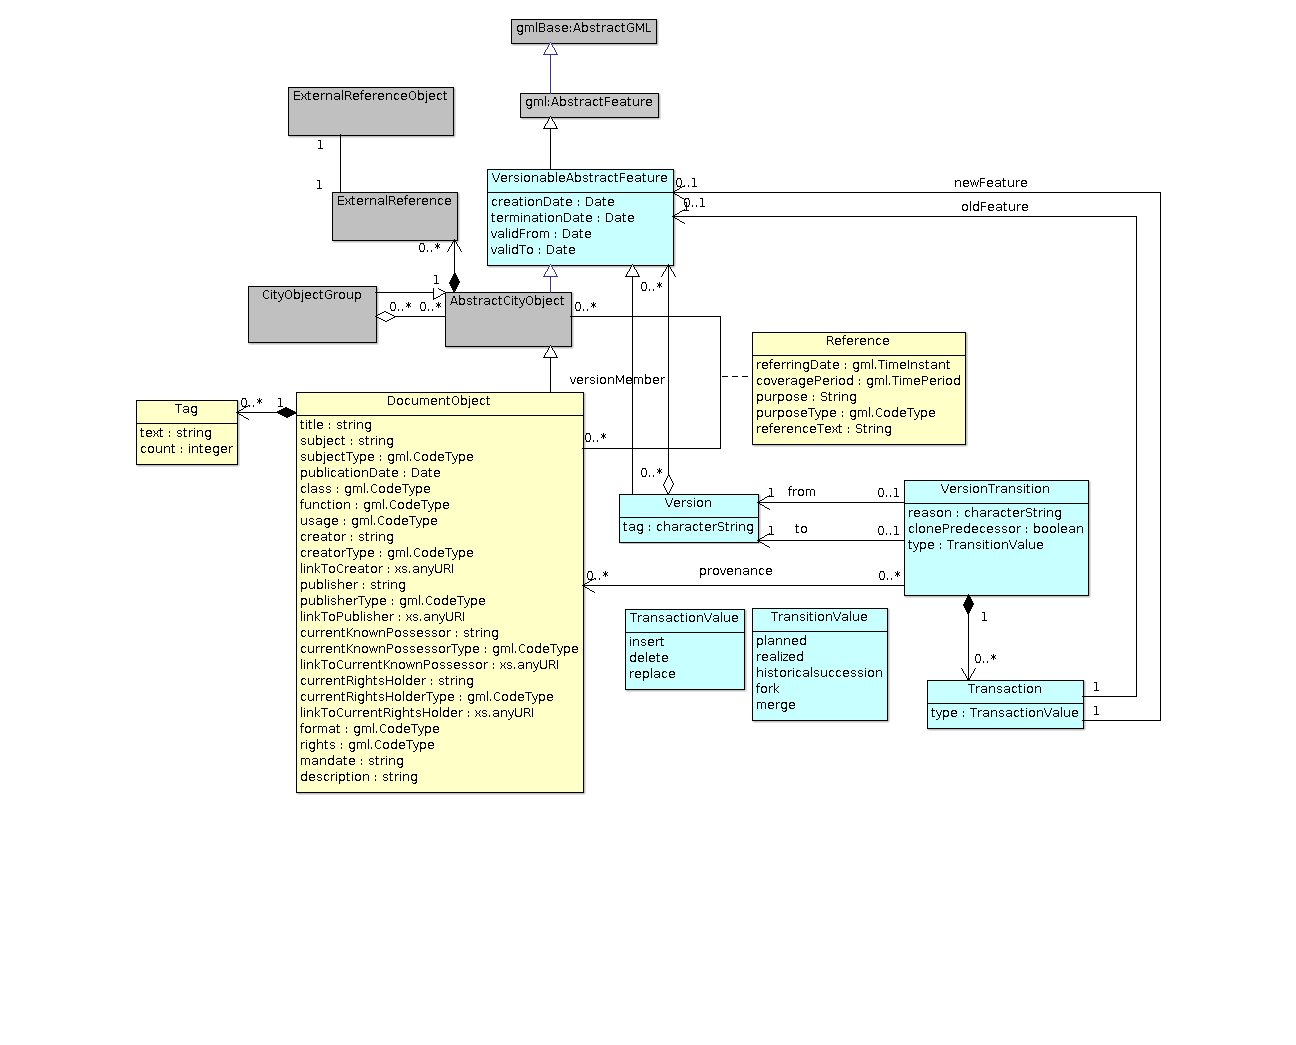 gmlBase:AbstractGML
ExternalReferenceObject
gml:AbstractFeature
1
1
ExternalReference
0..*
VersionableAbstractFeature
creationDate : Date
terminationDate : Date
validFrom : Date
validTo : Date
0..1
newFeature
0..1
oldFeature
1
CityObjectGroup
0..*
0..*
AbstractCityObject
0..*
0..*
versionMember
Reference
referringDate : gml.TimeInstant
coveragePeriod : gml.TimePeriod
purpose : String
purposeType : gml.CodeType
referenceText : String
Tag
text : string
count : integer
0..*
1
DocumentObject
title : string
subject : string
subjectType : gml.CodeType
publicationDate : Date
class : gml.CodeType
function : gml.CodeType
usage : gml.CodeType
creator : string
creatorType : gml.CodeType
linkToCreator : xs.anyURI
publisher : string
publisherType : gml.CodeType
linkToPublisher : xs.anyURI
currentKnownPossessor : string
currentKnownPossessorType : gml.CodeType
linkToCurrentKnownPossessor : xs.anyURI
currentRightsHolder : string
currentRightsHolderType : gml.CodeType
linkToCurrentRightsHolder : xs.anyURI
format : gml.CodeType
rights : gml.CodeType
mandate : string
description : string
0..*
0..*
Version
tag : characterString
1
from
0..1
1
to
0..1
VersionTransition
reason : characterString
clonePredecessor : boolean
type : TransitionValue
0..*
provenance
0..*
TransactionValue
insert
delete
replace
TransitionValue
planned
realized
historicalsuccession
fork
merge
1
0..*
Transaction
type : TransactionValue
1
1